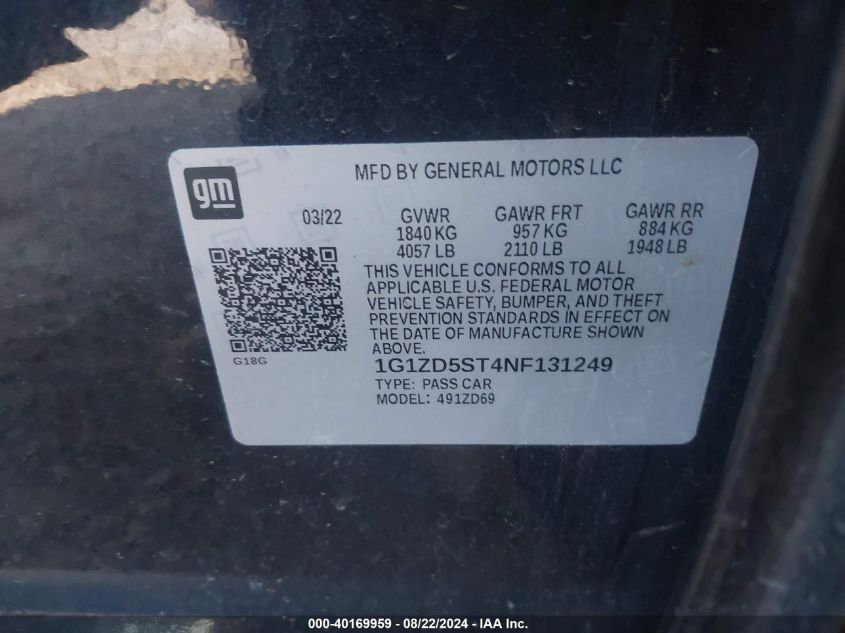 gm
MFD BY GENERAL MOTORS LLC
03/22 GVWR GAWR FRT GAWR RR
1840 KG 957 KG 884 KG
4057 LB 2110 LB 1948 LB
THIS VEHICLE CONFORMS TO ALL
APPLICABLE U.S. FEDERAL MOTOR
VEHICLE SAFETY, BUMPER, AND THEFT
PREVENTION STANDARDS IN EFFECT ON
THE DATE OF MANUFACTURE SHOWN
ABOVE.
G18G
1G1ZD5ST4NF131249
TYPE: PASS CAR
MODEL: 491ZD69
000-40169959 - 08/22/2024 - IAA Inc.